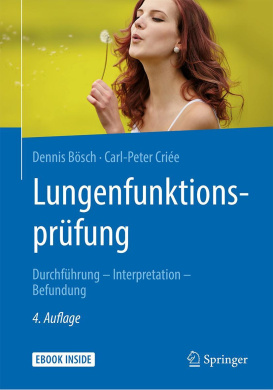 Dennis Bösch · Carl-Peter Criée
Lungenfunktions-
prüfung
Durchführung – Interpretation –
Befundung
4. Auflage
EBOOK INSIDE
Springer